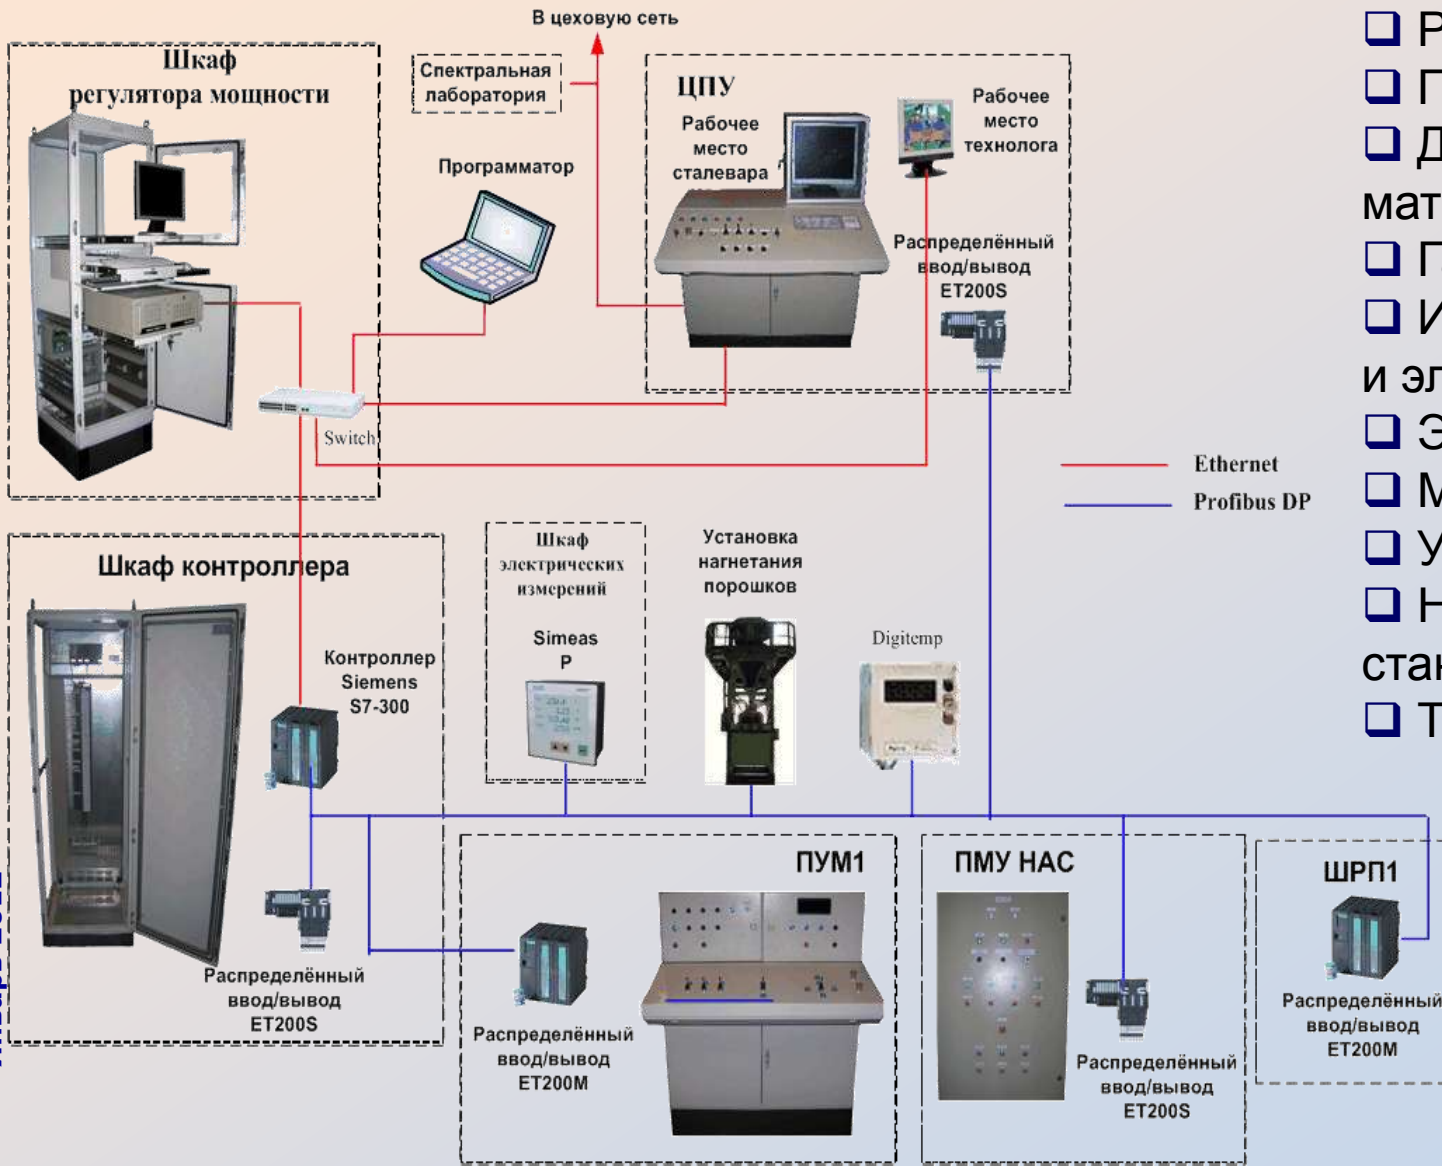 В цеховую сеть
Шкаф
регулятора мощности
Спектральная
лаборатория
Программатор
ЦПУ
Рабочее
место
сталевара
Рабочее
место
технолога
Распределённый
ввод/вывод
ET200S
Switch
Ethernet
Profibus DP
Шкаф контроллера
Контроллер
Siemens
S7-300
Распределённый
ввод/вывод
ET200S
Шкаф
электрических
измерений
Simeas
P
Установка
нагнетания
порошков
Digitemp
ПУМ1
Распределённый
ввод/вывод
ET200M
ПМУ НАС
Распределённый
ввод/вывод
ET200S
ШРП1
Распределённый
ввод/вывод
ET200M
Р
Д
мат
И
и эл
Э
М
У
Н
стан
Т